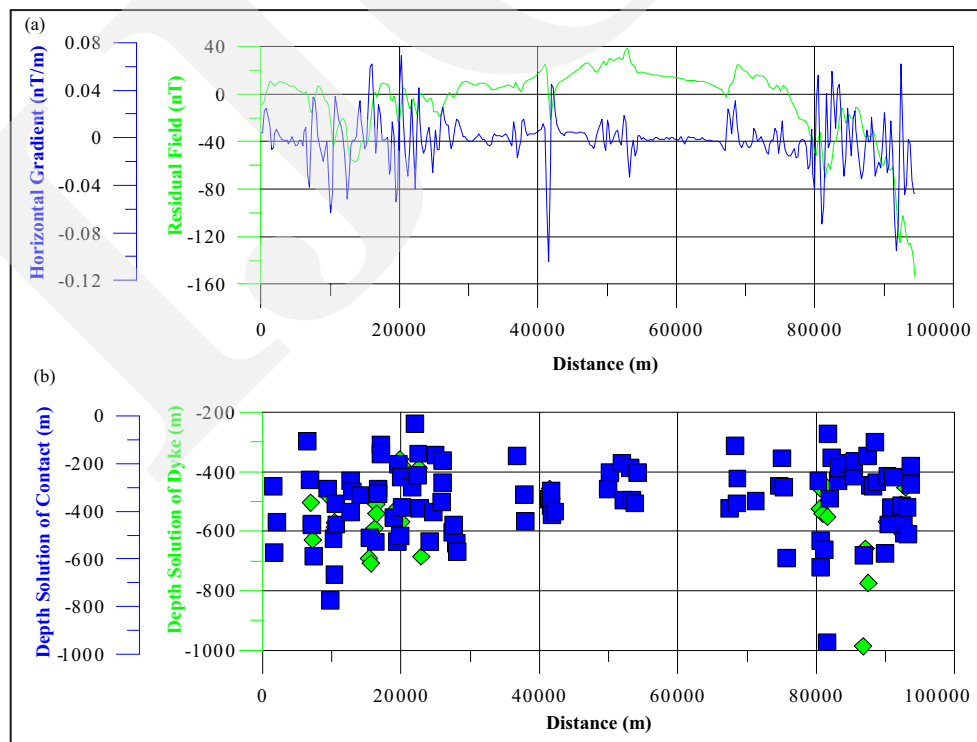 (a)
Horizontal Gradient (nT/m)
0.08
0.04
0
-0.04
-0.08
-0.12
Residual Field (nT)
40
0
-40
-80
-120
-160
0 20000 40000 60000 80000 100000
Distance (m)
(b)
Depth Solution of Contact (m)
0
-200
-400
-600
-800
-1000
Depth Solution of Dyke (m)
-200
-400
-600
-800
-1000
0 20000 40000 60000 80000 100000
Distance (m)